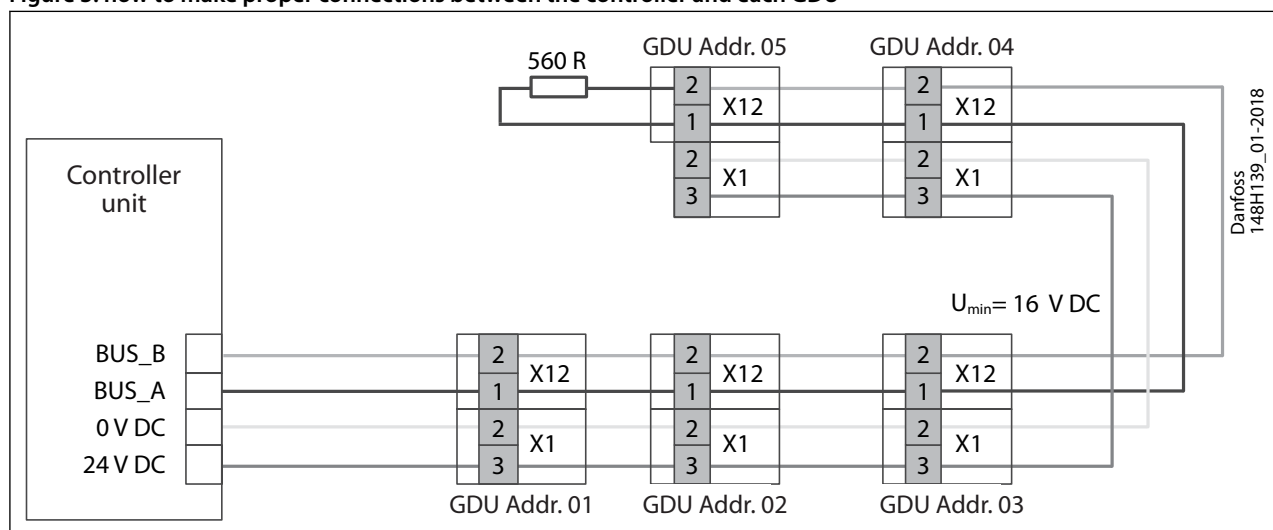 Figure how to make proper connections between the controller and each GDU
GDU Addr. 05
GDU Addr. 04
560 R
2
X12
1
2
X1
3
2
X12
1
2
X1
3
Danfoss
148H139_01-2018
Controller
unit
Umin= 16 V DC
BUS_B
BUS_A
0 V DC
24 V DC
2
X12
1
2
X1
3
2
X12
1
2
X1
3
2
X12
1
2
X1
3
GDU Addr. 01
GDU Addr. 02
GDU Addr. 03